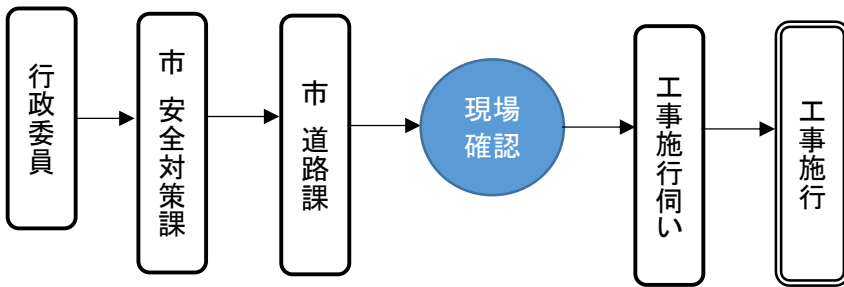 行政委員
市 安全対策課
市 道路課
現場
確認
工事施行伺い
工事施行